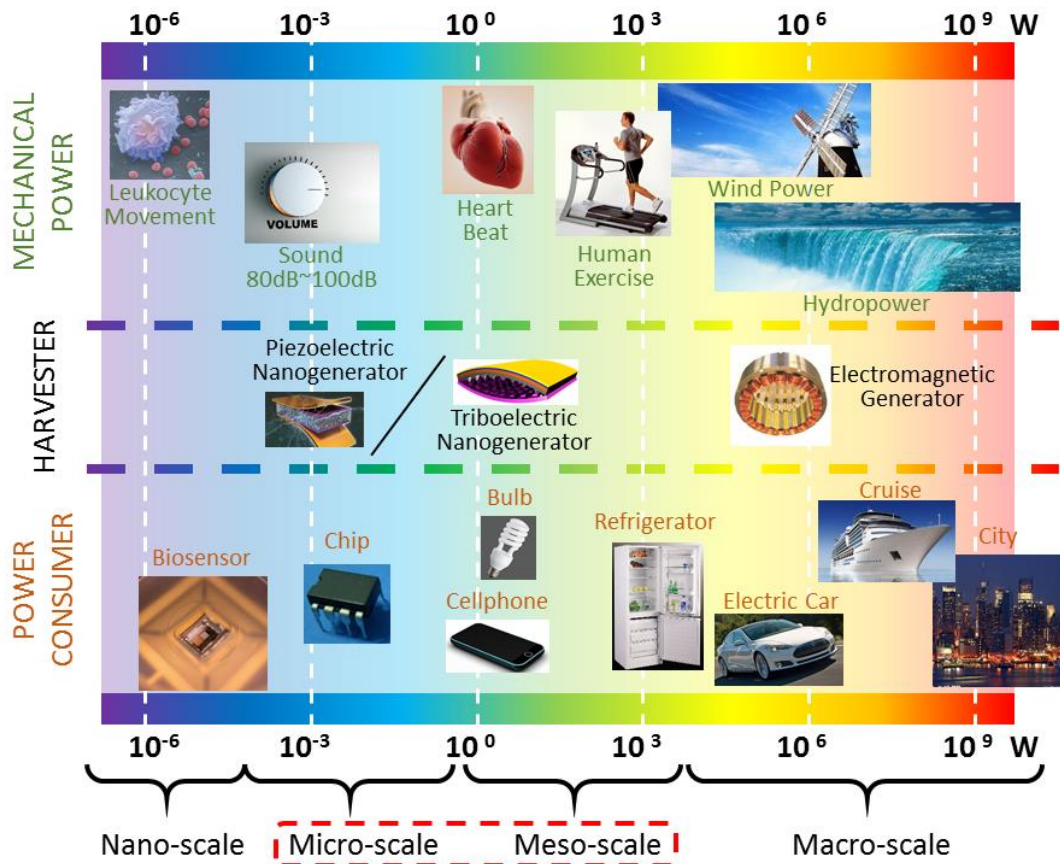 10-6 10-3 10 0 10 3 10 6 10 9 W
MECHANICAL
POWER
Leukocyte
Movement
VOLUME
Sound
80dB~100dB
Heart
Beat
Human
Exercise
Wind Power
Hydropower
HARVESTER
Piezoelectric
Nanogenerator
Triboelectric
Nanogenerator
Electromagnetic
Generator
POWER
CONSUMER
Biosensor
Chip
Bulb
Cellphone
Refrigerator
Electric Car
Cruise
City
10-6 10-3 10 0 10 3 10 6 10 9 W
Nano-scale Micro-scale Meso-scale Macro-scale